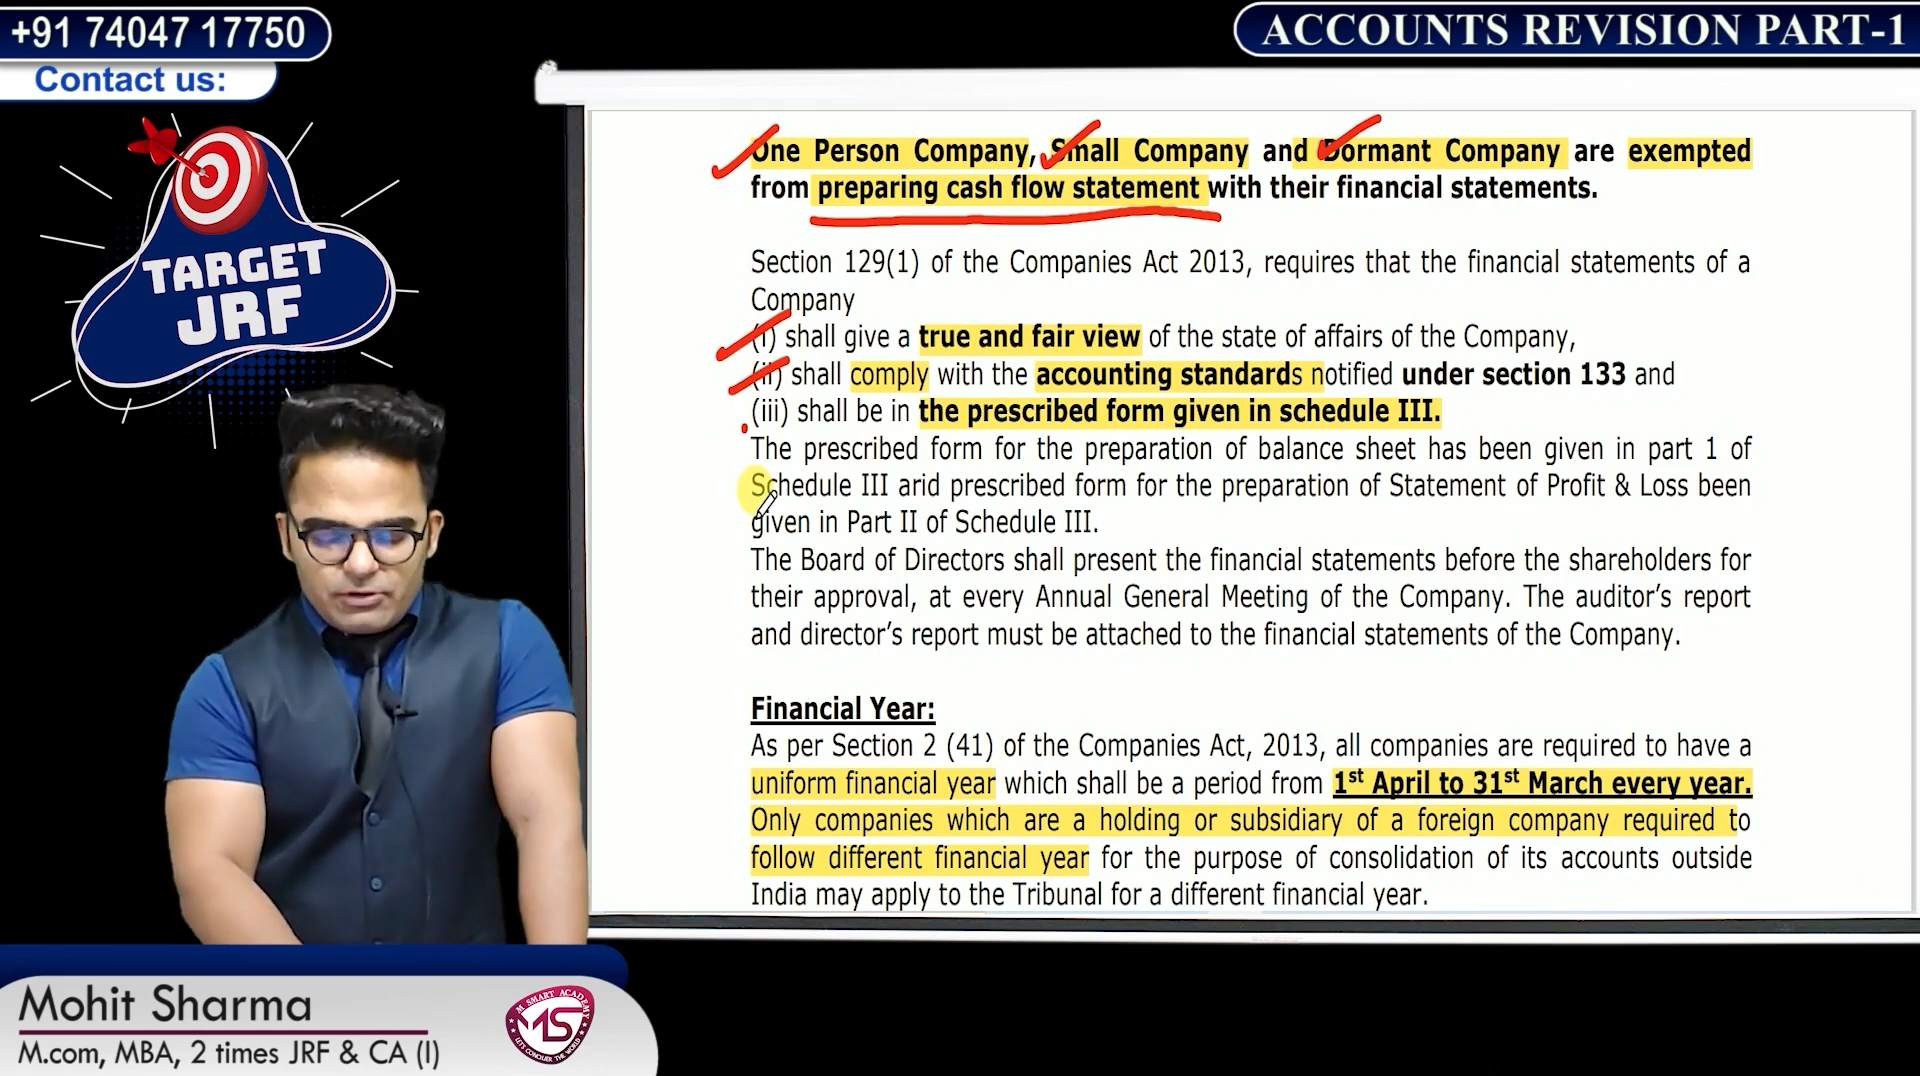 +91 74047 17750
Contact us:
ACCOUNTS REVISION PART-1
TARGET
JRF
One Person Company, Small Company and Dormant Company are exempted
from preparing cash flow statement with their financial statements.
Section 129(1) of the Companies Act 2013, requires that the financial statements of a
Company
(i) shall give a true and fair view of the state of affairs of the Company,
(ii) shall comply with the accounting standards notified under section 133 and
(iii) shall be in the prescribed form given in schedule III.
The prescribed form for the preparation of balance sheet has been given in part 1 of
Schedule III arid prescribed form for the preparation of Statement of Profit & Loss been
given in Part II of Schedule III.
The Board of Directors shall present the financial statements before the shareholders for
their approval, at every Annual General Meeting of the Company. The auditor's report
and director's report must be attached to the financial statements of the Company.
Financial Year:
As per Section 2 (41) of the Companies Act, 2013, all companies are required to have a
uniform financial year which shall be a period from 1st April to 31st March every year.
Only companies which are a holding or subsidiary of a foreign company required to
follow different financial year for the purpose of consolidation of its accounts outside
India may apply to the Tribunal for a different financial year.
Mohit Sharma
M.com, MBA, 2 times JRF & CA (I)
M SMART ACADEMY
MS
LETS CONQUER THE WORLD